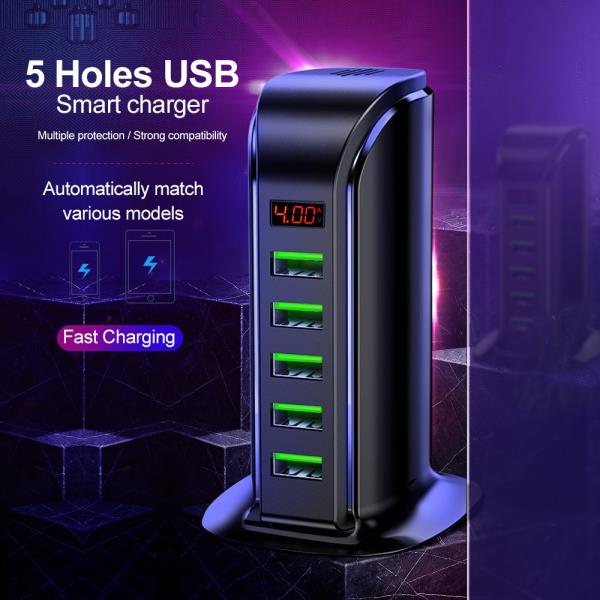 5 Holes USB
Smart charger
Multiple protection / Strong compatibility
Automatically match
various models
Fast Charging
4.00 A
V